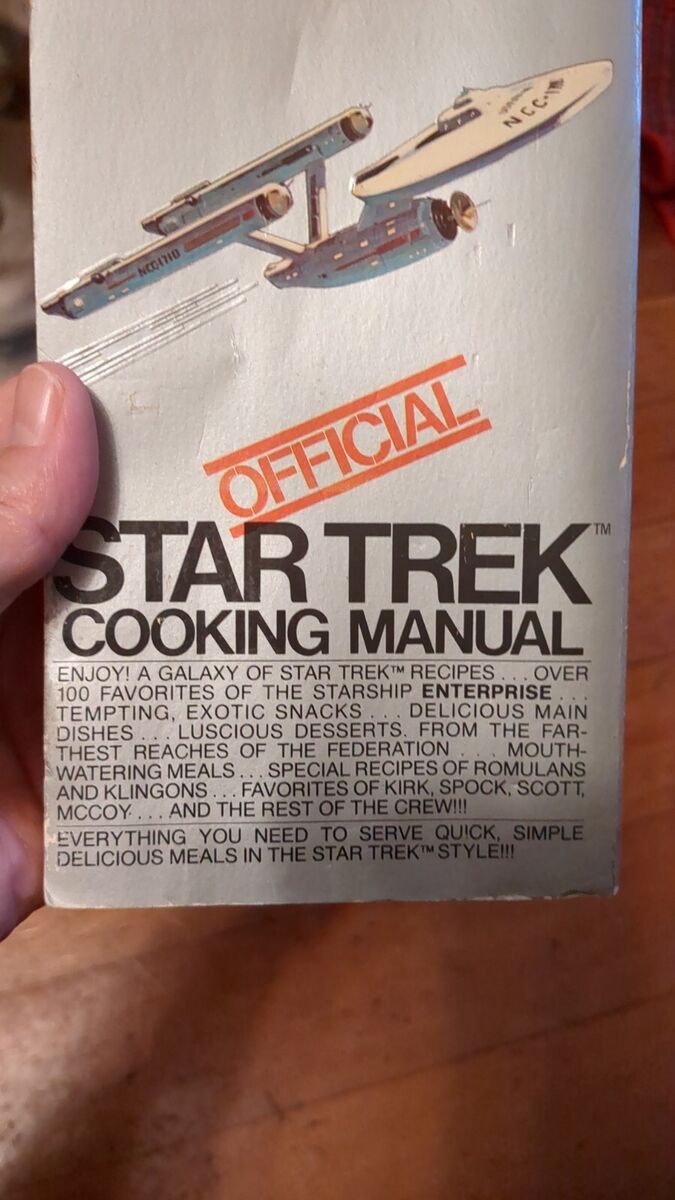 NCC-1
NCC1710
OFFICIAL
STAR TREK™
COOKING MANUAL
ENJOY! A GALAXY OF STAR TREK™ RECIPES . . . OVER
100 FAVORITES OF THE STARSHIP ENTERPRISE . . .
TEMPTING, EXOTIC SNACKS . . . DELICIOUS MAIN
DISHES . . . LUSCIOUS DESSERTS. FROM THE FAR-
THEST REACHES OF THE FEDERATION . . . MOUTH-
WATERING MEALS . . . SPECIAL RECIPES OF ROMULANS
AND KLINGONS . . . FAVORITES OF KIRK, SPOCK, SCOTT,
MCCOY . . . AND THE REST OF THE CREW!!!
EVERYTHING YOU NEED TO SERVE QUICK, SIMPLE
DELICIOUS MEALS IN THE STAR TREK™ STYLE!!!